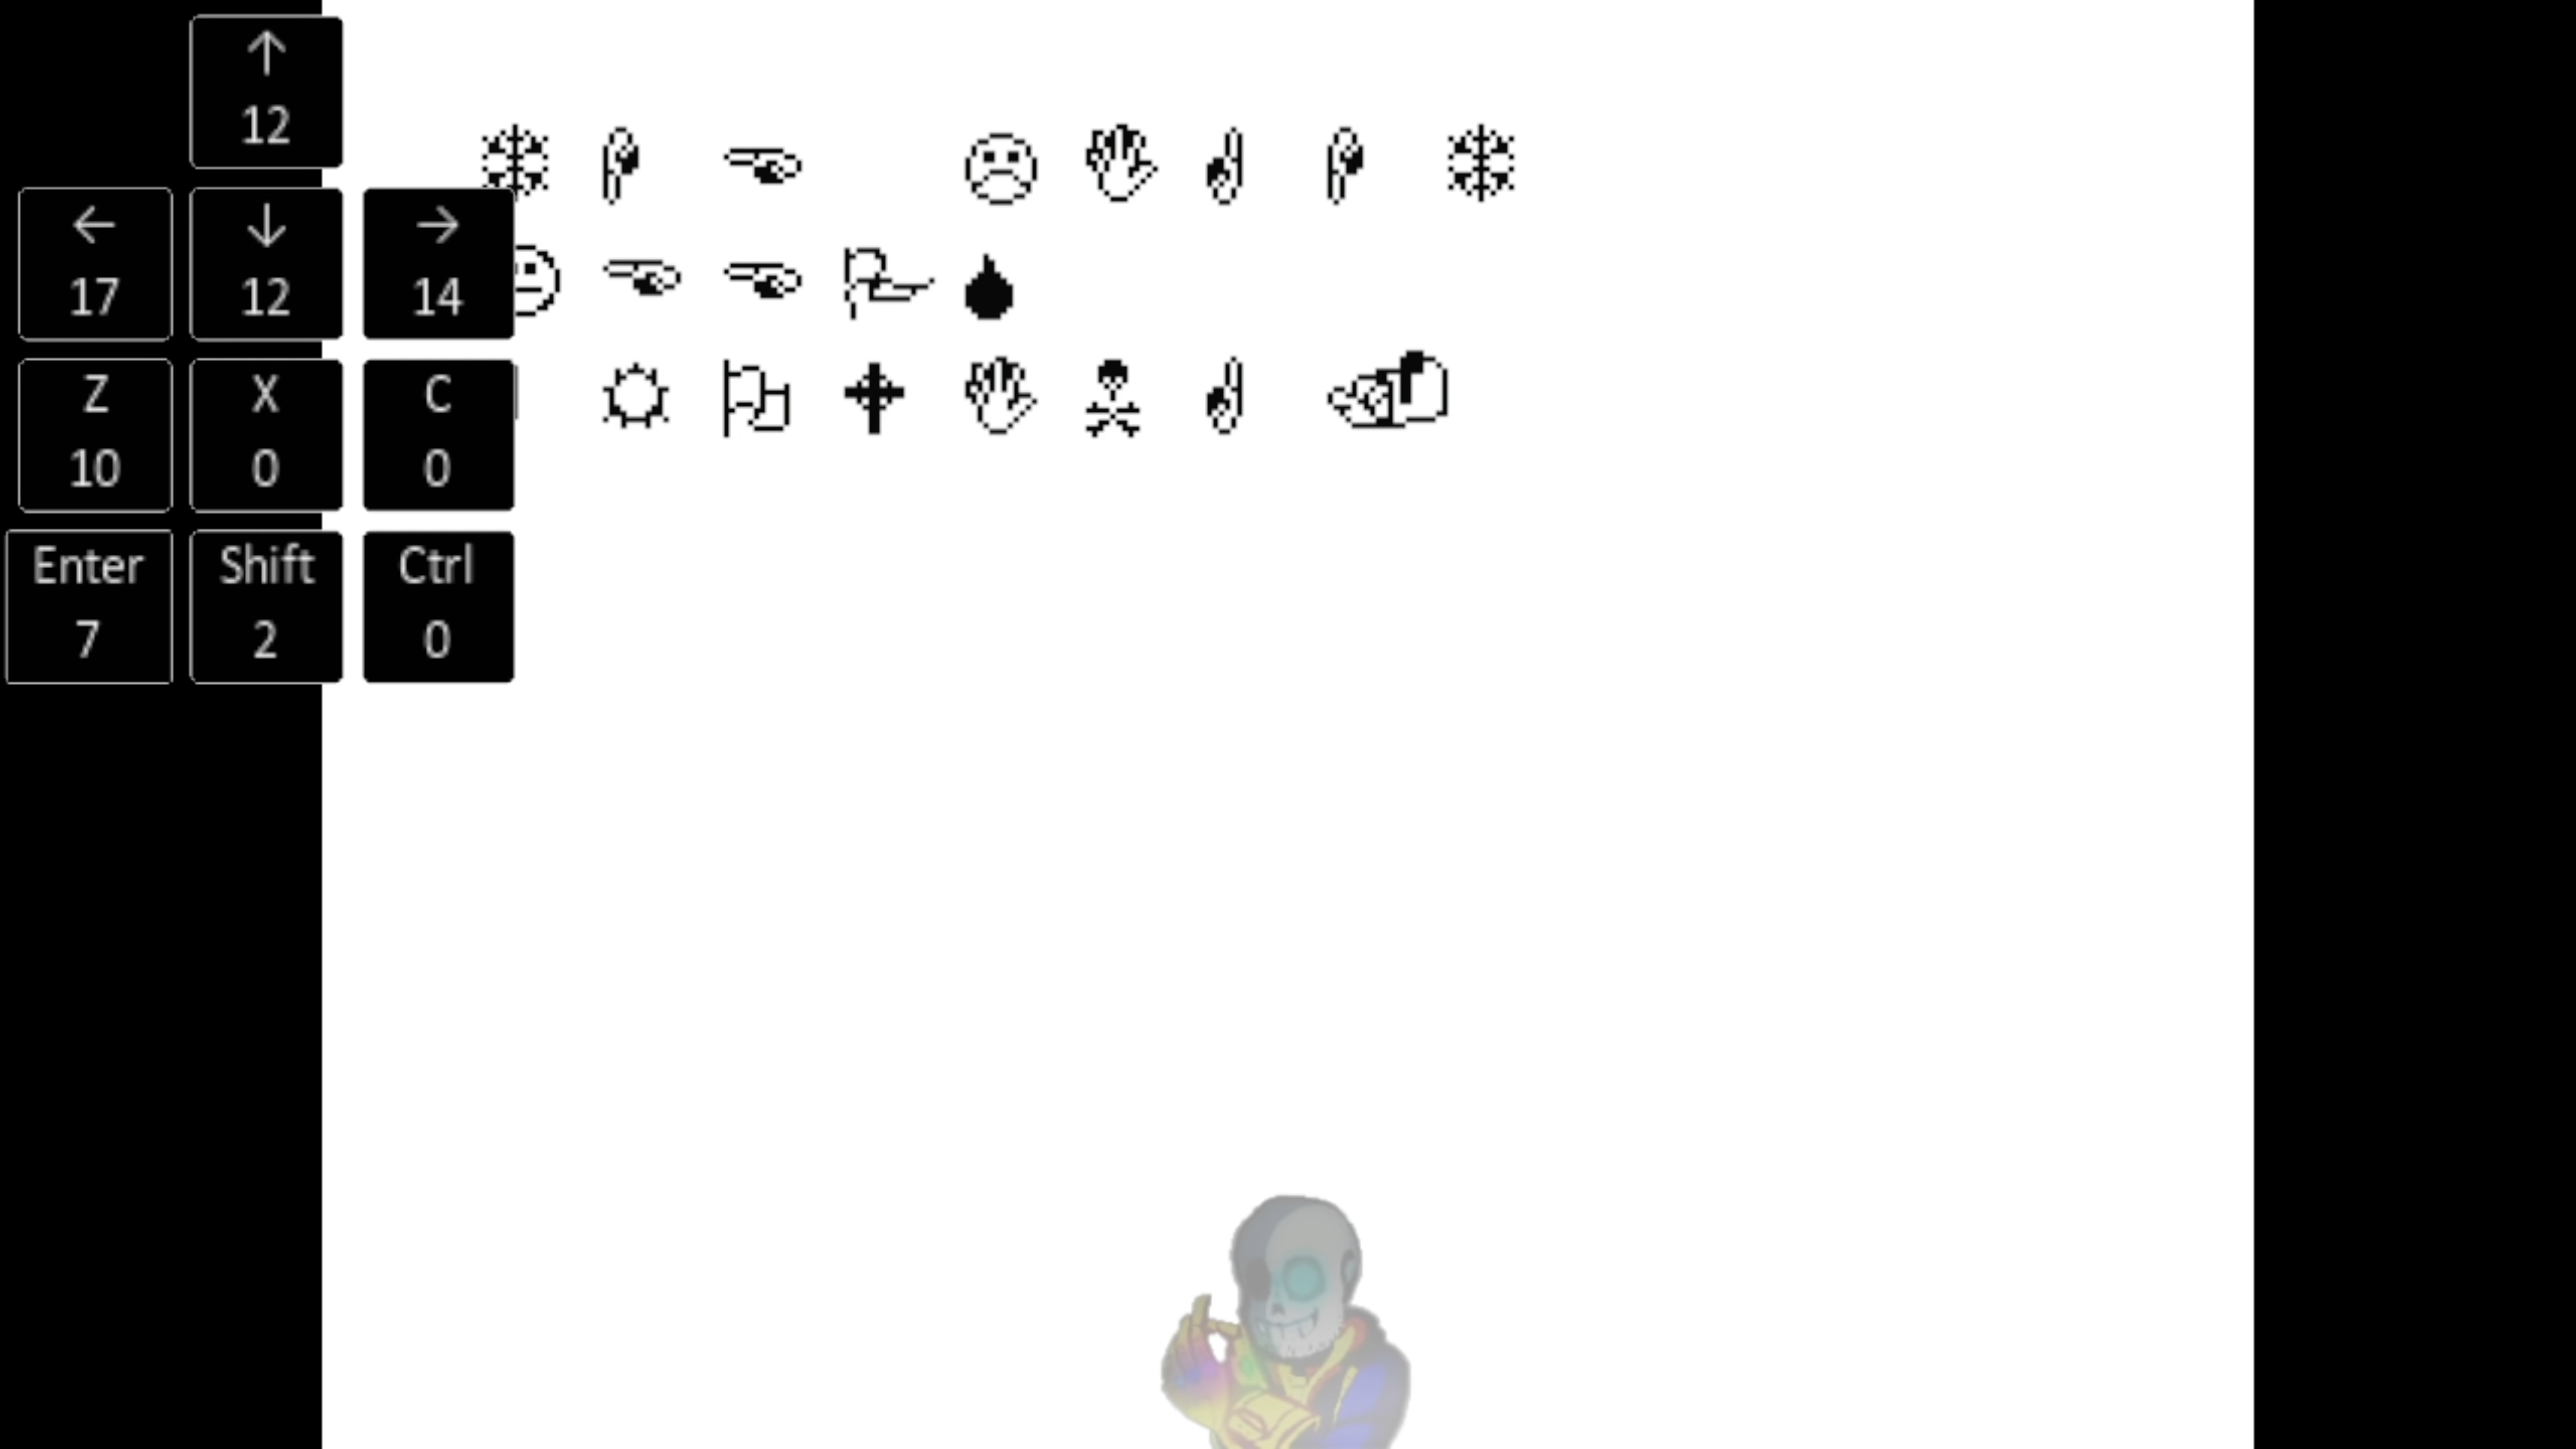 ↑
12
❄☟☜ ☹✋☝☟❄
←
17
↓
12
→
14
😐☜☜🏱💧
☼⚐🕈✋☠☝📬
Z
10
X
0
C
0
Enter
7
Shift
2
Ctrl
0